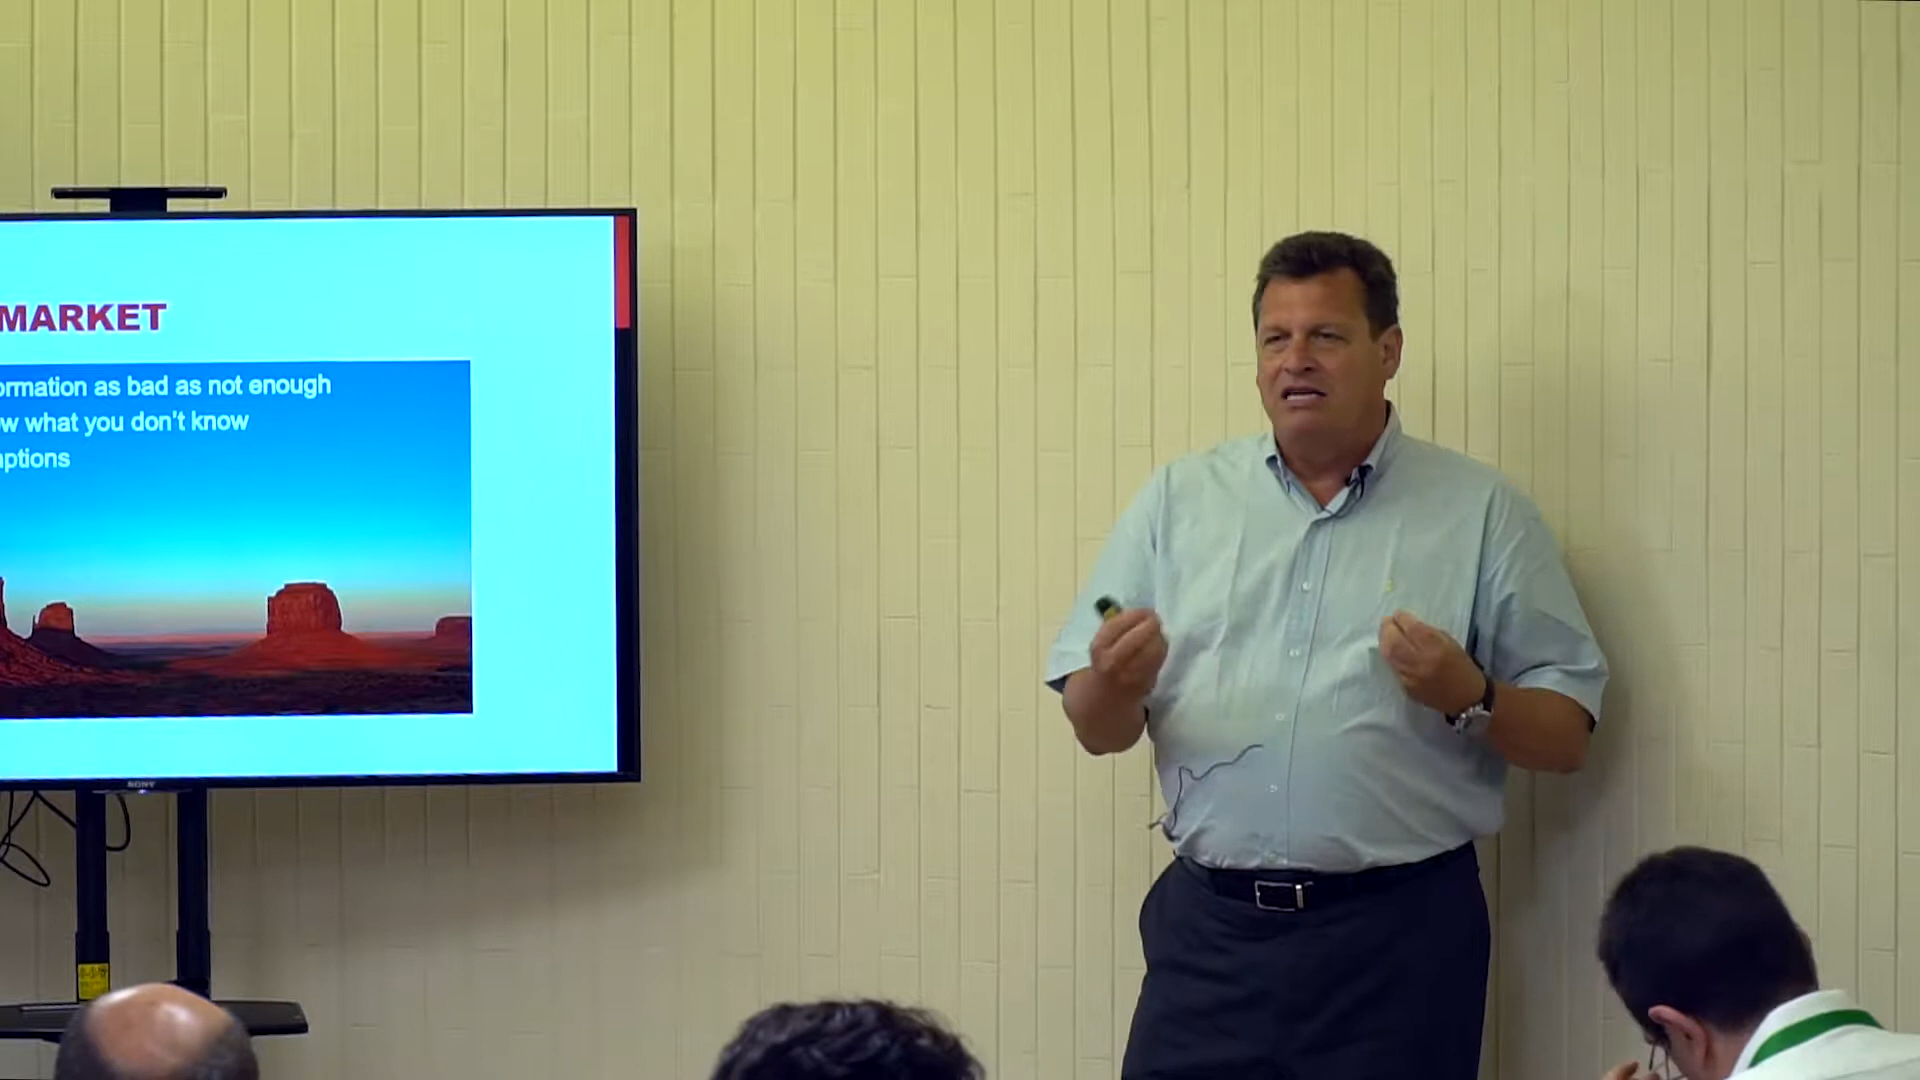 MARKET
ormation as bad as not enough
w what you don't know
ptions
SONY